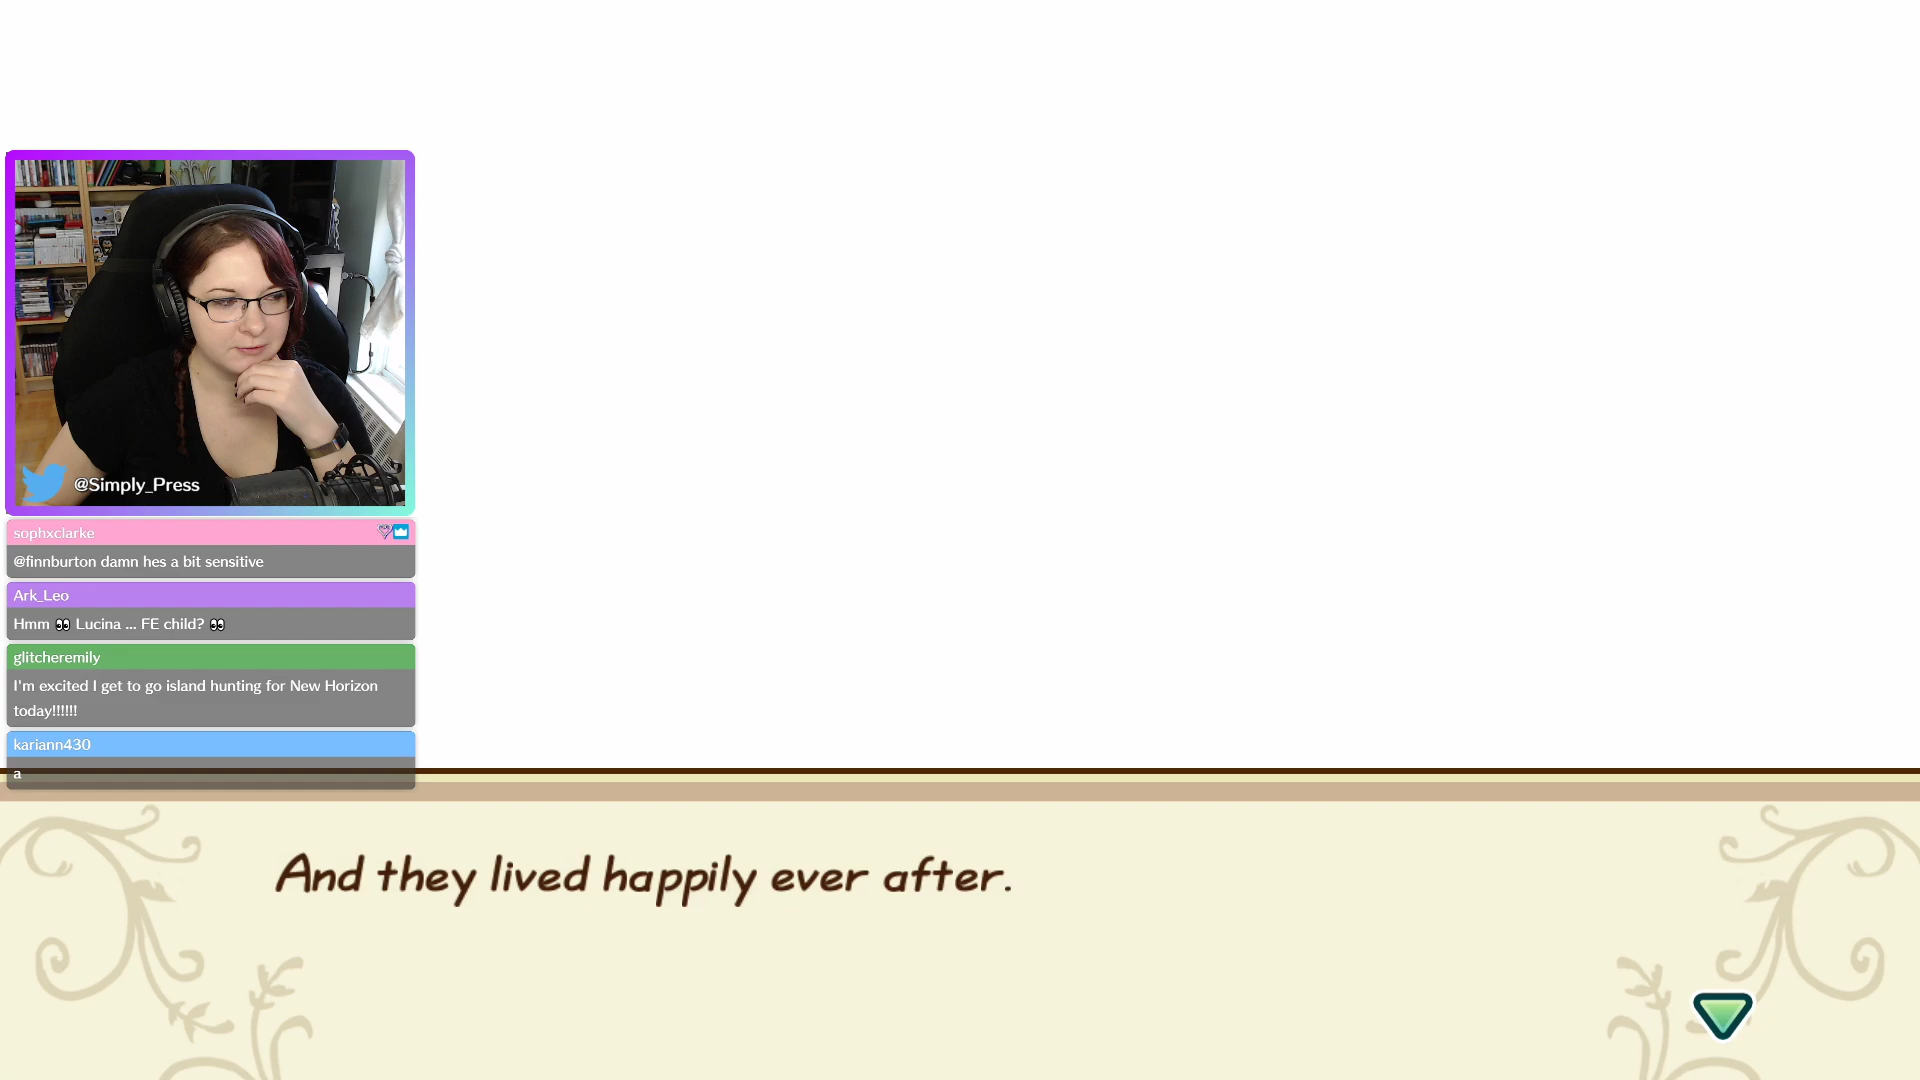 @Simply_Press
sophxclarke
@finnburton damn hes a bit sensitive
Ark_Leo
Hmm 👀 Lucina ... FE child? 👀
glitcheremily
I'm excited I get to go island hunting for New Horizon
today!!!!!!
kariann430
a
And they lived happily ever after.